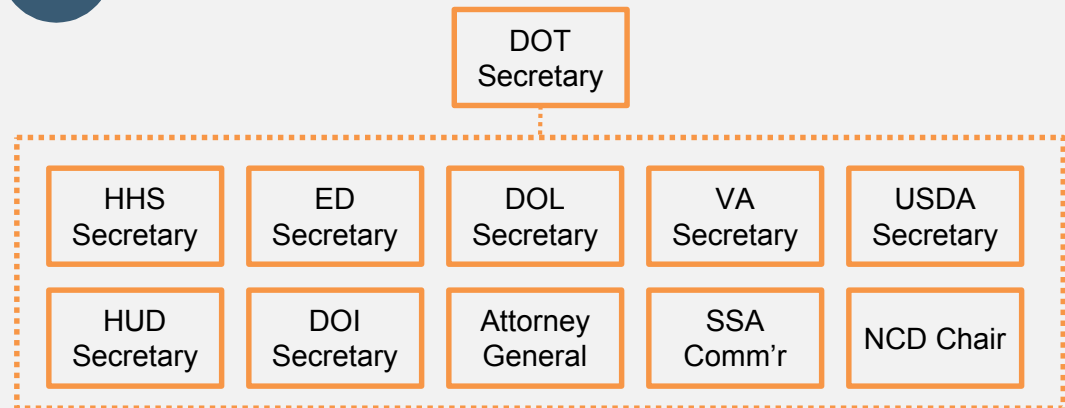 DOT
Secretary
HHS
Secretary
ED
Secretary
DOL
Secretary
VA
Secretary
USDA
Secretary
HUD
Secretary
DOI
Secretary
Attorney
General
SSA
Comm’r
NCD Chair